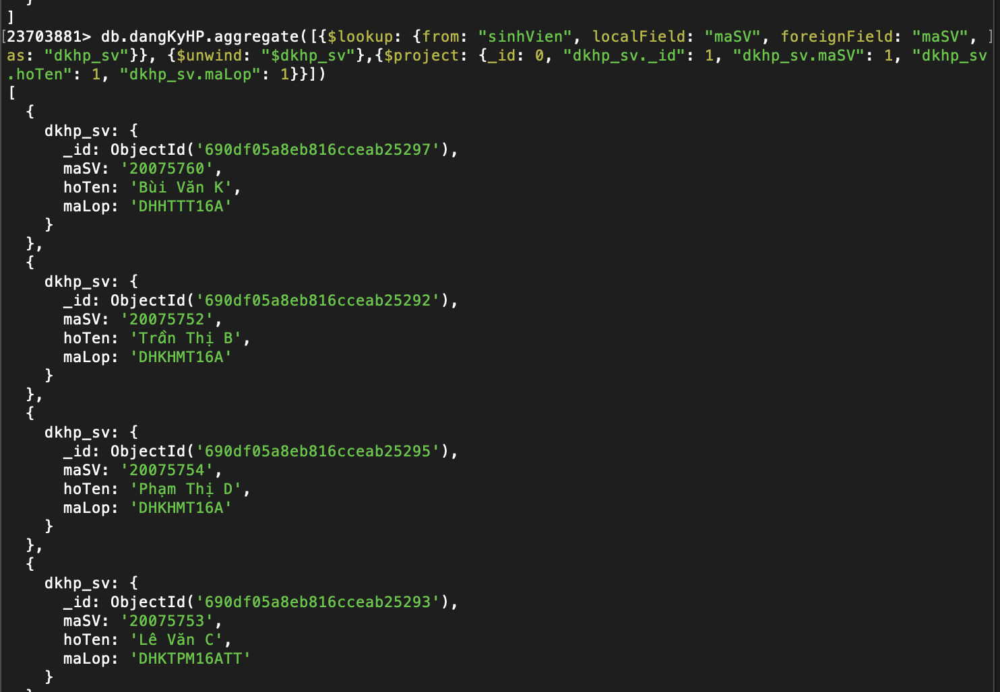 ]
[23703881> db.dangKyHP.aggregate([{$lookup: {from: "sinhVien", localField: "maSV", foreignField: "maSV", ]
as: "dkhp_sv"}}, {$unwind: "$dkhp_sv"},{$project: {_id: 0, "dkhp_sv._id": 1, "dkhp_sv.maSV": 1, "dkhp_sv
.hoTen": 1, "dkhp_sv.maLop": 1}}])
[
  {
    dkhp_sv: {
      _id: ObjectId('690df05a8eb816cceab25297'),
      maSV: '20075760',
      hoTen: 'Bùi Văn K',
      maLop: 'DHHTTT16A'
    }
  },
  {
    dkhp_sv: {
      _id: ObjectId('690df05a8eb816cceab25292'),
      maSV: '20075752',
      hoTen: 'Trần Thị B',
      maLop: 'DHKHMT16A'
    }
  },
  {
    dkhp_sv: {
      _id: ObjectId('690df05a8eb816cceab25295'),
      maSV: '20075754',
      hoTen: 'Phạm Thị D',
      maLop: 'DHKHMT16A'
    }
  },
  {
    dkhp_sv: {
      _id: ObjectId('690df05a8eb816cceab25293'),
      maSV: '20075753',
      hoTen: 'Lê Văn C',
      maLop: 'DHKTPM16ATT'
    }